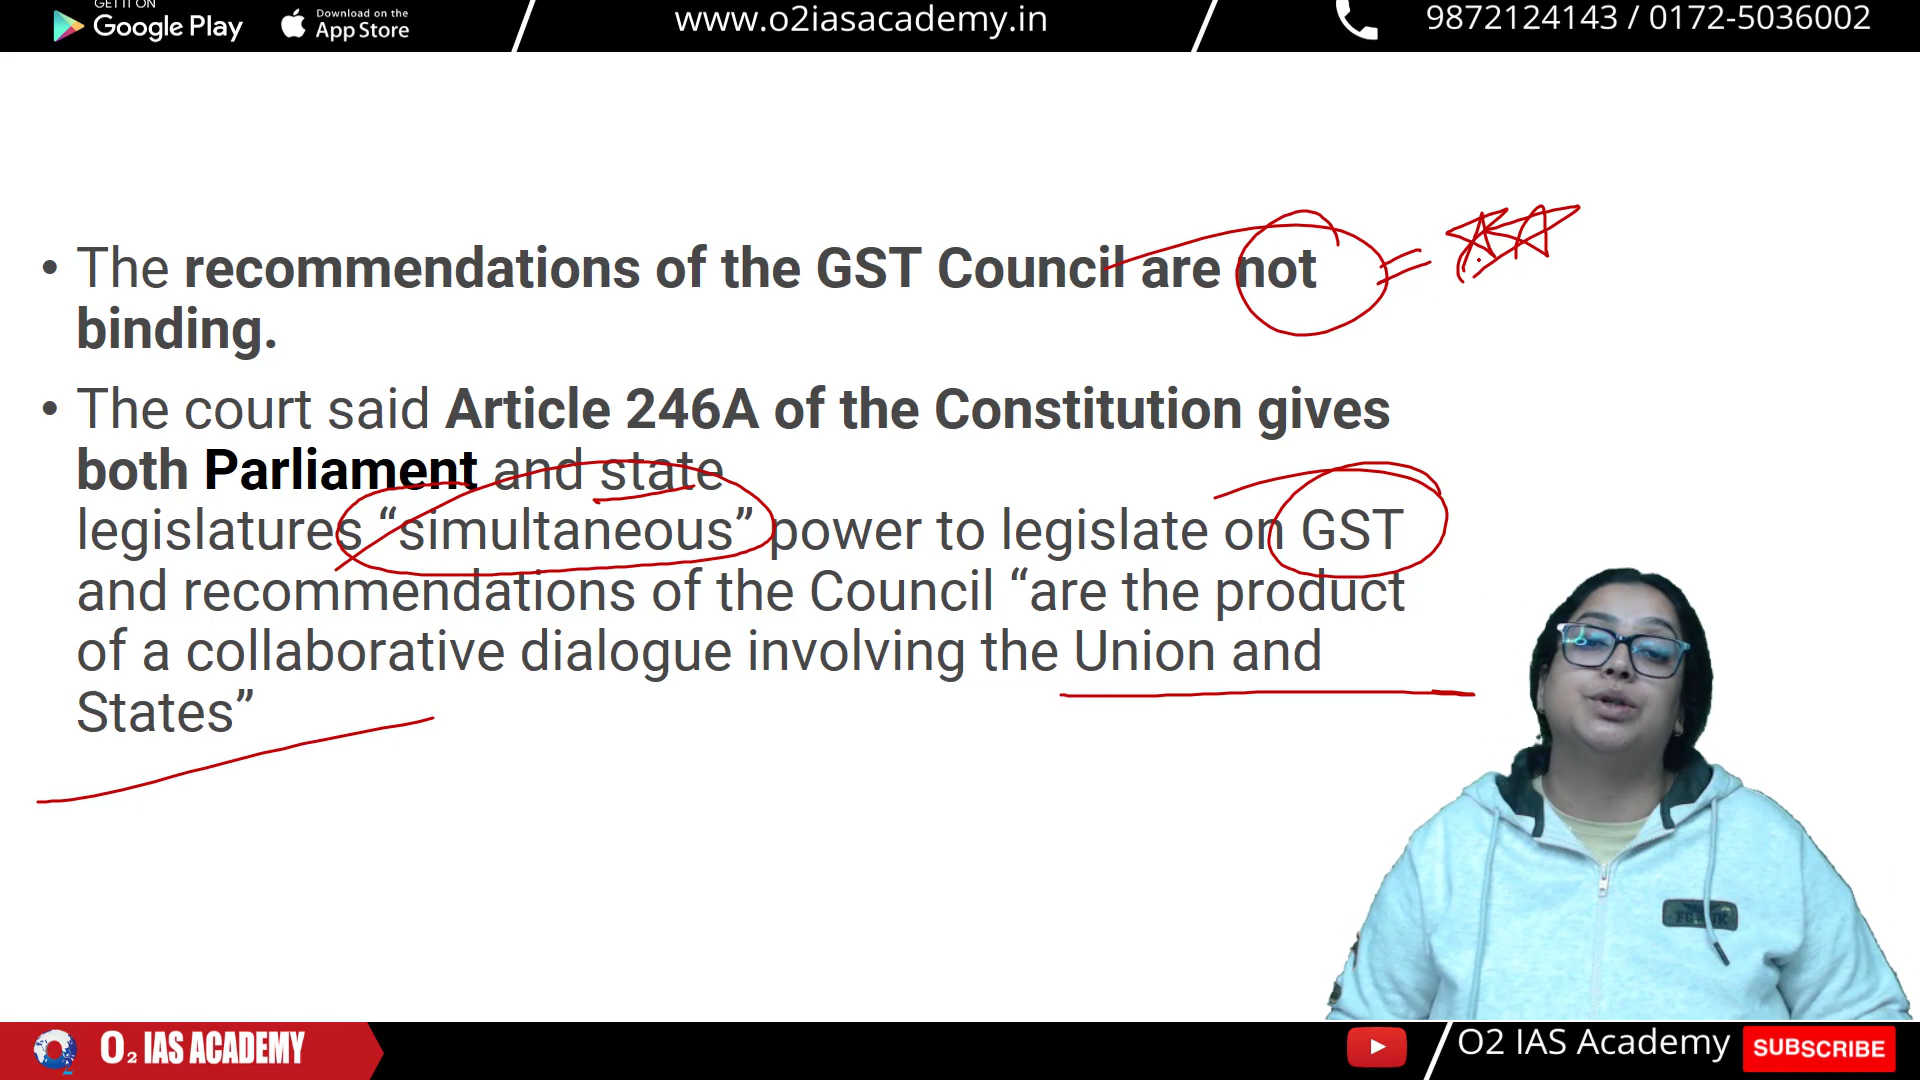 GET IT ON
Google Play
Download on the
App Store
www.o2iasacademy.in
9872124143 / 0172-5036002
• The recommendations of the GST Council are not
binding.
• The court said Article 246A of the Constitution gives
both Parliament and state
legislatures “simultaneous” power to legislate on GST
and recommendations of the Council “are the product
of a collaborative dialogue involving the Union and
States”
O2 IAS ACADEMY
O2 IAS Academy
SUBSCRIBE